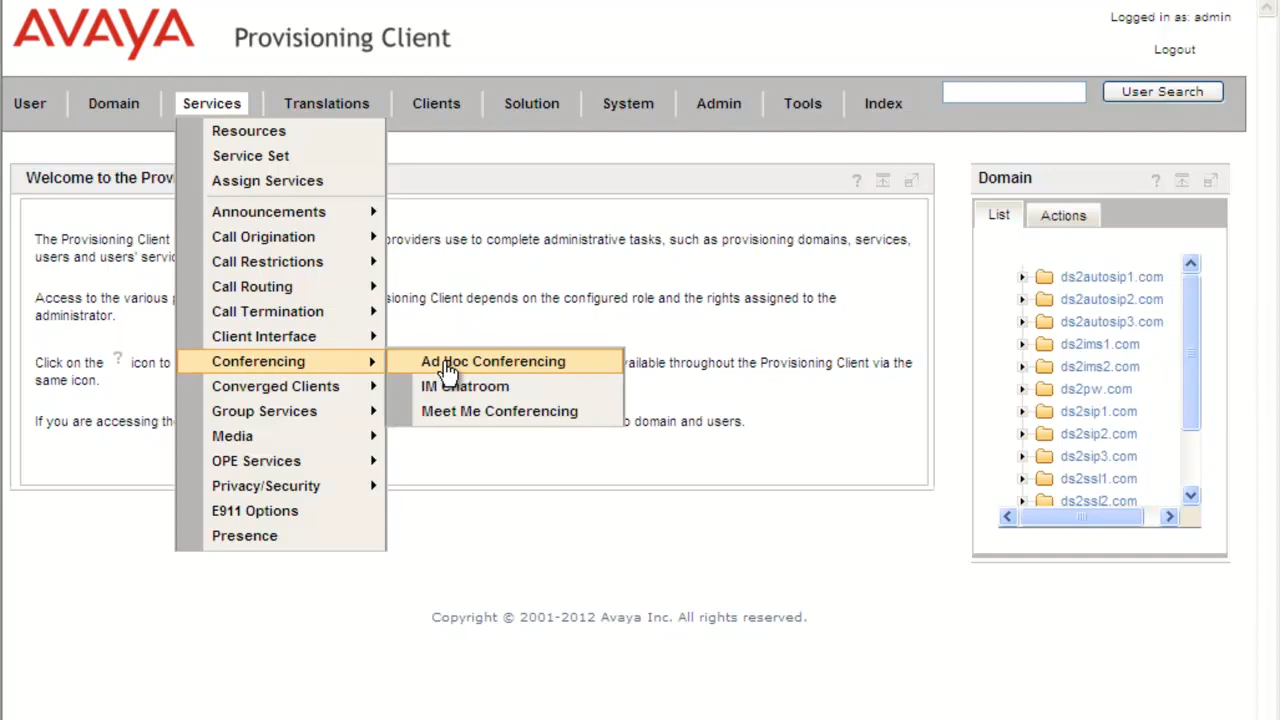 AVAYA Provisioning Client
Logged in as: admin
Logout
User Domain Services Translations Clients Solution System Admin Tools Index User Search
Resources
Service Set
Assign Services
Announcements
Call Origination
Call Restrictions
Call Routing
Call Termination
Client Interface
Conferencing
Converged Clients
Group Services
Media
OPE Services
Privacy/Security
E911 Options
Presence
Ad Hoc Conferencing
IM Chatroom
Meet Me Conferencing
Welcome to the Prov
The Provisioning Client providers use to complete administrative tasks, such as provisioning domains, services,
users and users' servic
Access to the various p sioning Client depends on the configured role and the rights assigned to the
administrator.
Click on the ? icon to vailable throughout the Provisioning Client via the
same icon.
If you are accessing the o domain and users.
Domain
List Actions
ds2autosip1.com
ds2autosip2.com
ds2autosip3.com
ds2ims1.com
ds2ims2.com
ds2pw.com
ds2sip1.com
ds2sip2.com
ds2sip3.com
ds2ssl1.com
ds2ssl2.com
Copyright © 2001-2012 Avaya Inc. All rights reserved.